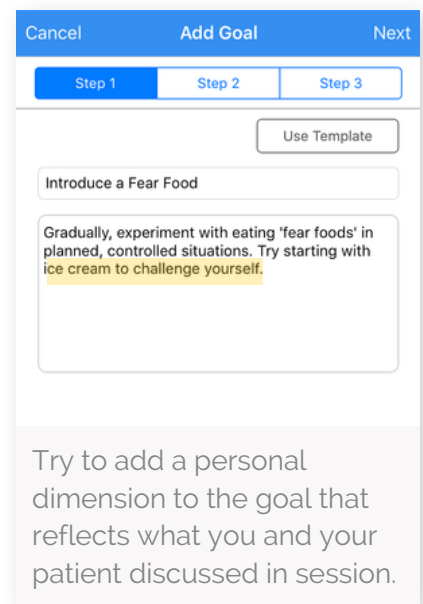 Cancel Add Goal Next
Step 1 Step 2 Step 3
Use Template
Introduce a Fear Food
Gradually, experiment with eating 'fear foods' in
planned, controlled situations. Try starting with
ice cream to challenge yourself.
Try to add a personal
dimension to the goal that
reflects what you and your
patient discussed in session.